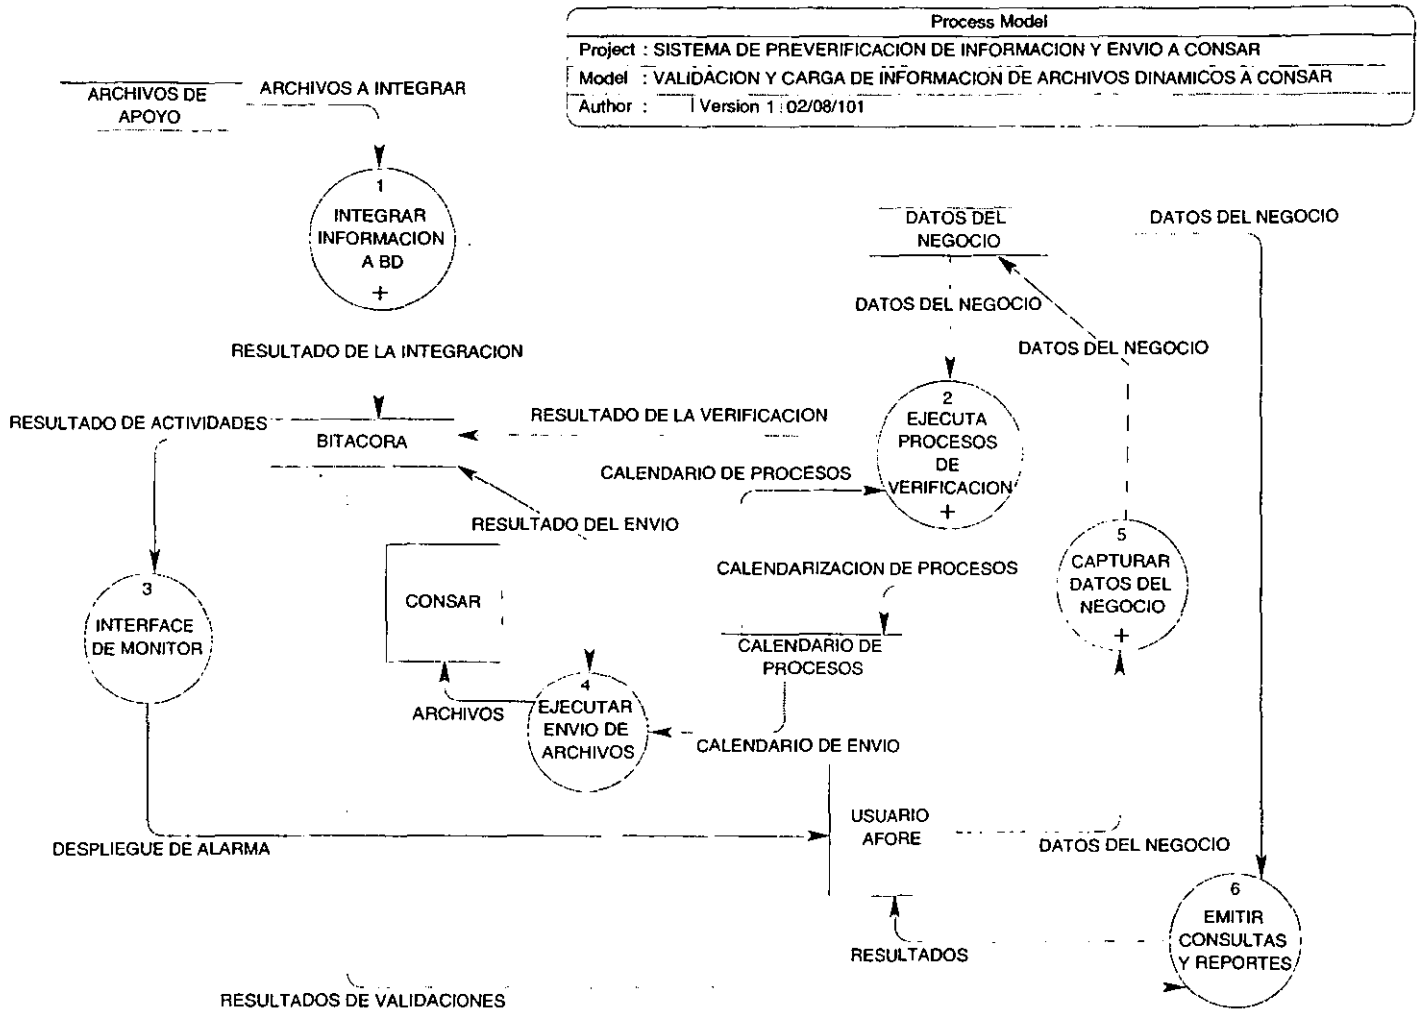 Process Model
Project : SISTEMA DE PREVERIFICACION DE INFORMACION Y ENVIO A CONSAR
Model : VALIDACION Y CARGA DE INFORMACION DE ARCHIVOS DINAMICOS A CONSAR
Author : Version 1 02/08/101
ARCHIVOS DE
APOYO
ARCHIVOS A INTEGRAR
1
INTEGRAR
INFORMACION
A BD
+
DATOS DEL
NEGOCIO
DATOS DEL NEGOCIO
DATOS DEL NEGOCIO
DATOS DEL NEGOCIO
RESULTADO DE LA INTEGRACION
RESULTADO DE ACTIVIDADES
BITACORA
RESULTADO DE LA VERIFICACION
2
EJECUTA
PROCESOS
DE
VERIFICACION
+
CALENDARIO DE PROCESOS
RESULTADO DEL ENVIO
CALENDARIZACION DE PROCESOS
5
CAPTURAR
DATOS DEL
NEGOCIO
+
3
INTERFACE
DE MONITOR
CONSAR
CALENDARIO DE
PROCESOS
ARCHIVOS
4
EJECUTAR
ENVIO DE
ARCHIVOS
CALENDARIO DE ENVIO
USUARIO
AFORE
DESPLIEGUE DE ALARMA
DATOS DEL NEGOCIO
6
EMITIR
CONSULTAS
Y REPORTES
RESULTADOS
RESULTADOS DE VALIDACIONES